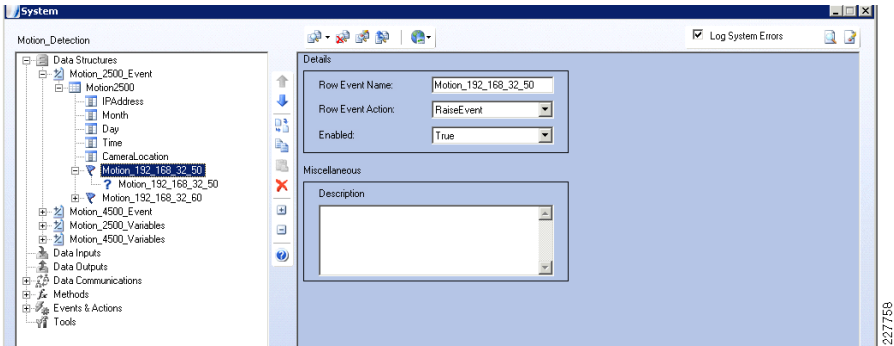 System
Motion_Detection
Log System Errors
Data Structures
Motion_2500_Event
Motion2500
IPAddress
Month
Day
Time
CameraLocation
Motion_192_168_32_50
Motion_192_168_32_50
Motion_192_168_32_60
Motion_4500_Event
Motion_2500_Variables
Motion_4500_Variables
Data Inputs
Data Outputs
Data Communications
Methods
Events & Actions
Tools
Details
Row Event Name: Motion_192_168_32_50
Row Event Action: RaiseEvent
Enabled: True
Miscellaneous
Description
227758